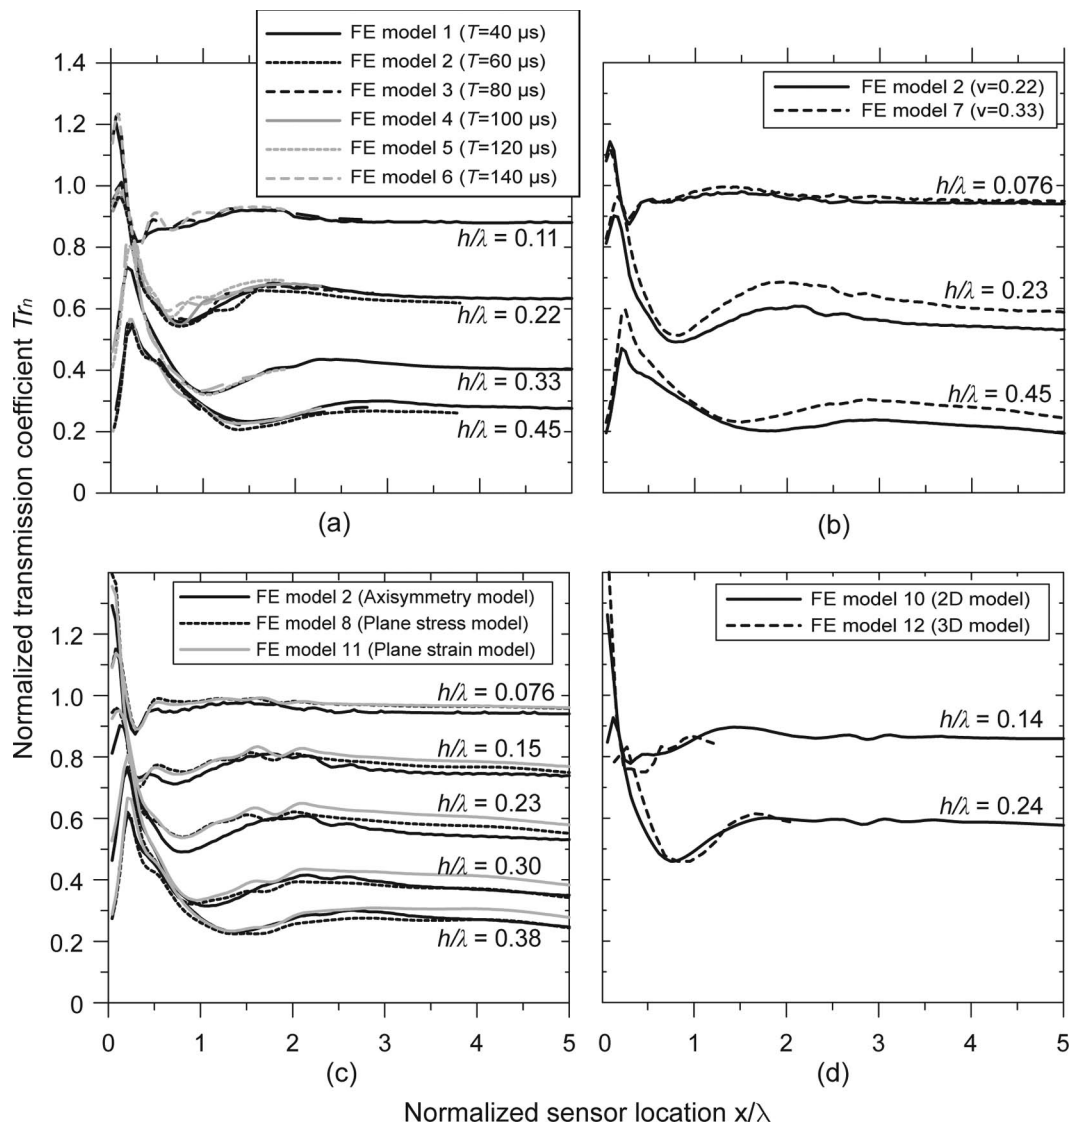 FE model 1 (T=40 µs)
FE model 2 (T=60 µs)
FE model 3 (T=80 µs)
FE model 4 (T=100 µs)
FE model 5 (T=120 µs)
FE model 6 (T=140 µs)
1.4
1.2
1.0
0.8
0.6
0.4
0.2
0
h/λ = 0.11
h/λ = 0.22
h/λ = 0.33
h/λ = 0.45
(a)
FE model 2 (v=0.22)
FE model 7 (v=0.33)
h/λ = 0.076
h/λ = 0.23
h/λ = 0.45
(b)
Normalized transmission coefficient Trn
FE model 2 (Axisymmetry model)
FE model 8 (Plane stress model)
FE model 11 (Plane strain model)
1.2
1.0
0.8
0.6
0.4
0.2
0
h/λ = 0.076
h/λ = 0.15
h/λ = 0.23
h/λ = 0.30
h/λ = 0.38
0 1 2 3 4 5
(c)
FE model 10 (2D model)
FE model 12 (3D model)
h/λ = 0.14
h/λ = 0.24
0 1 2 3 4 5
(d)
Normalized sensor location x/λ